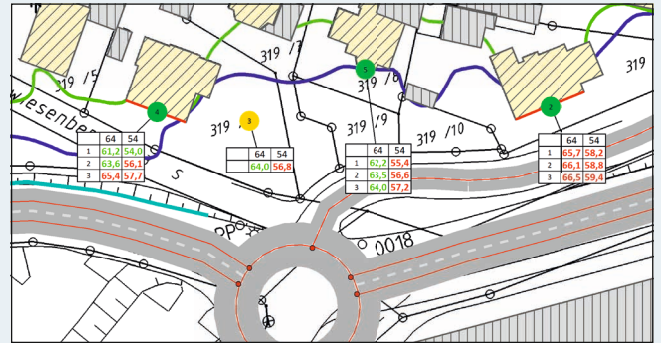 319 /7
319 /5
5
319 /8
319
2
4
3
wiesenbe
319 /
319 /9
319 /10
64 54
1 61,2 54,0
2 63,6 56,1
3 65,4 57,7
64 54
64,0 56,8
64 54
1 62,2 55,4
2 61,5 56,6
3 64,0 57,2
64 54
1 65,7 58,2
2 66,1 58,8
3 66,5 59,4
S
PP
0018